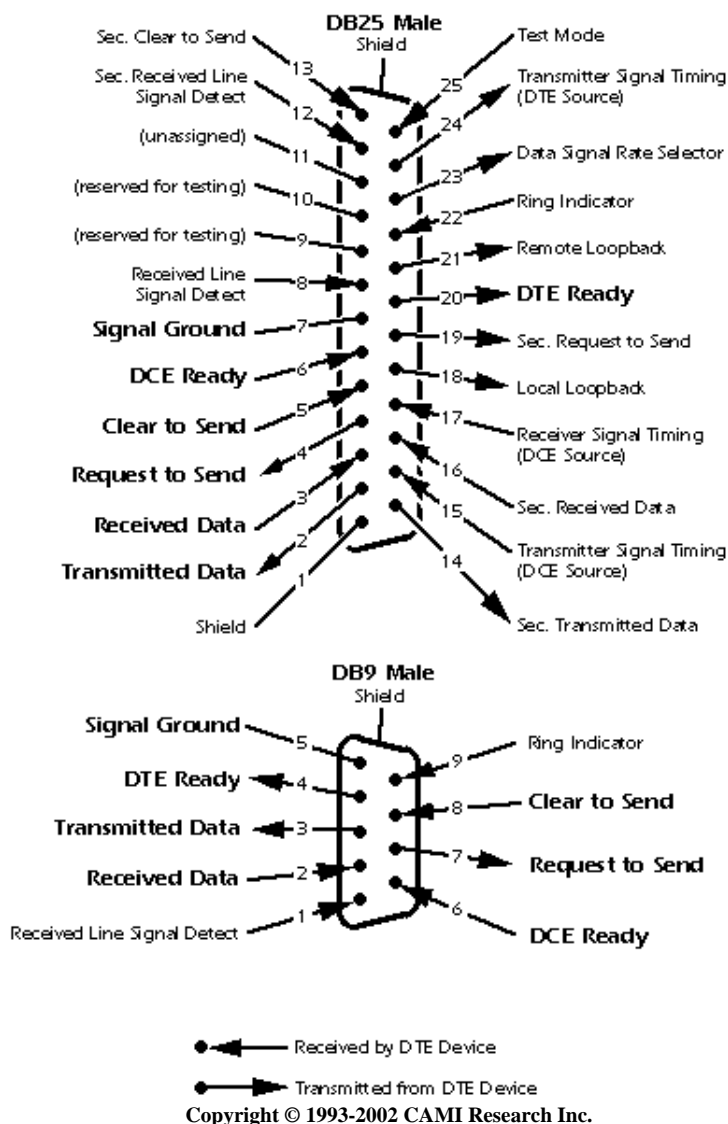 DB25 Male
Shield
Sec. Clear to Send
13
Sec. Received Line
Signal Detect
12
(unassigned)
11
(reserved for testing)
10
(reserved for testing)
9
Received Line
Signal Detect
8
Signal Ground
7
DCE Ready
6
Clear to Send
5
Request to Send
4
Received Data
3
Transmitted Data
2
Shield
1
Test Mode
25
Transmitter Signal Timing
(DTE Source)
24
Data Signal Rate Selector
23
Ring Indicator
22
Remote Loopback
21
DTE Ready
20
Sec. Request to Send
19
Local Loopback
18
Receiver Signal Timing
(DCE Source)
17
Sec. Received Data
16
Transmitter Signal Timing
(DCE Source)
15
Sec. Transmitted Data
14
DB9 Male
Shield
Signal Ground
5
DTE Ready
4
Transmitted Data
3
Received Data
2
Received Line Signal Detect
1
Ring Indicator
9
Clear to Send
8
Request to Send
7
DCE Ready
6
Received by DTE Device
Transmitted from DTE Device
Copyright © 1993-2002 CAMI Research Inc.